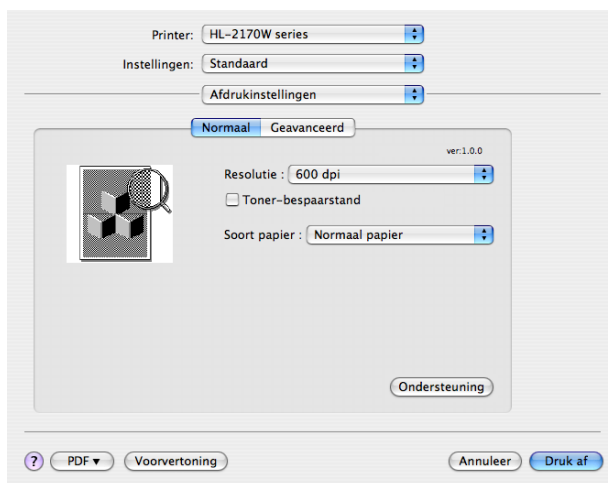 Printer: HL-2170W series
Instellingen: Standaard
Afdrukinstellingen
Normaal Geavanceerd
ver:1.0.0
Resolutie : 600 dpi
Toner-bespaarstand
Soort papier : Normaal papier
Ondersteuning
? PDF▼ Voorvertoning Annuleer Druk af